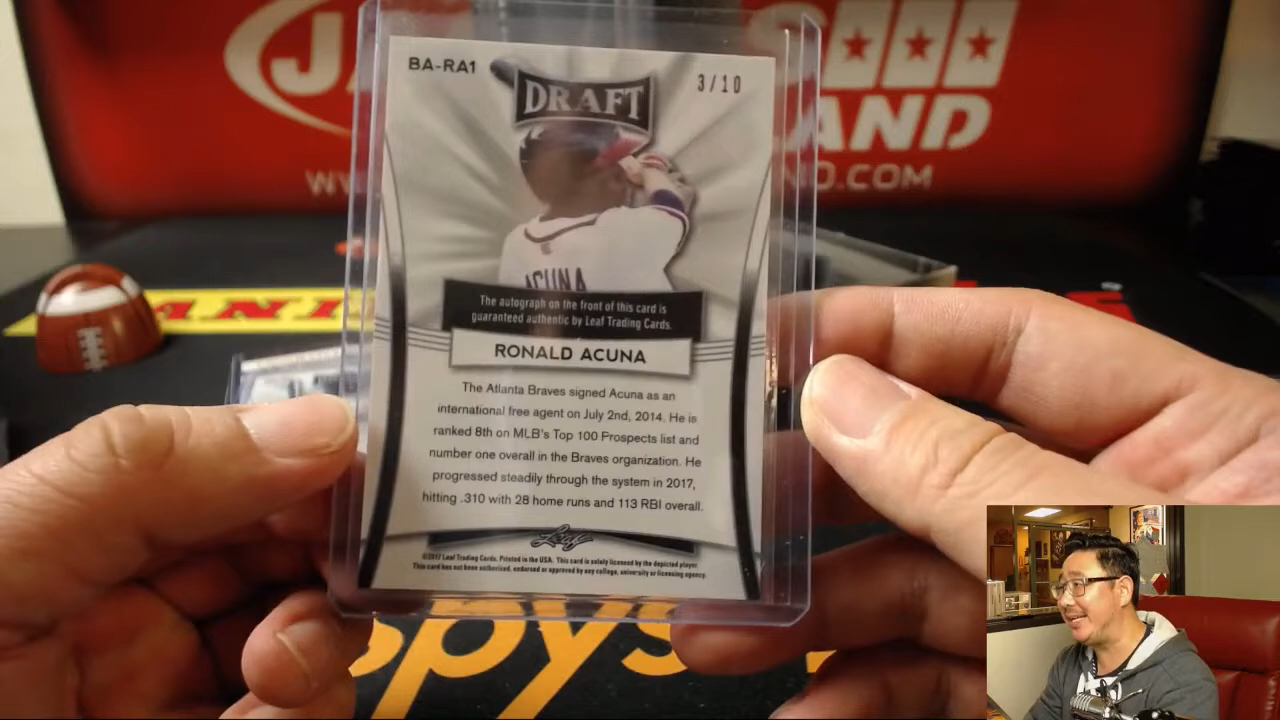 BA-RA1
3/10
DRAFT
ACUNA
The autograph on the front of this card is
guaranteed authentic by Leaf Trading Cards.
RONALD ACUNA
The Atlanta Braves signed Acuna as an
international free agent on July 2nd, 2014. He is
ranked 8th on MLB's Top 100 Prospects list and
number one overall in the Braves organization. He
progressed steadily through the system in 2017,
hitting .310 with 28 home runs and 113 RBI overall.
Leaf
©2017 Leaf Trading Cards. Printed in the USA. This card is solely licensed by the depicted player.
This card has not been authorized, endorsed or approved by any college, university or licensing agency.